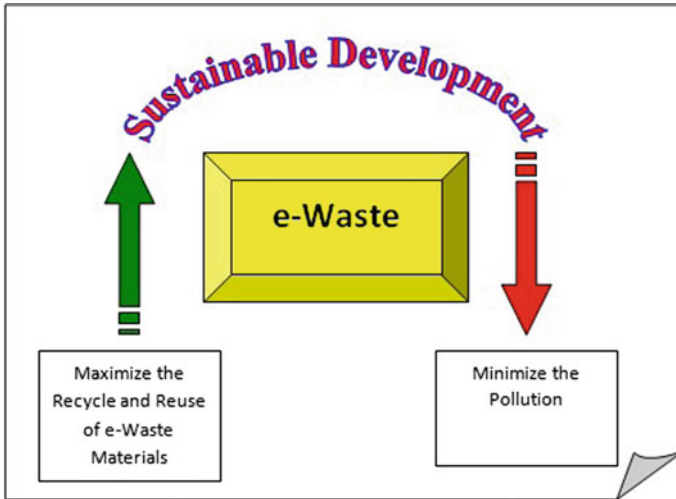 Sustainable Development
e-Waste
Maximize the
Recycle and Reuse
of e-Waste
Materials
Minimize the
Pollution